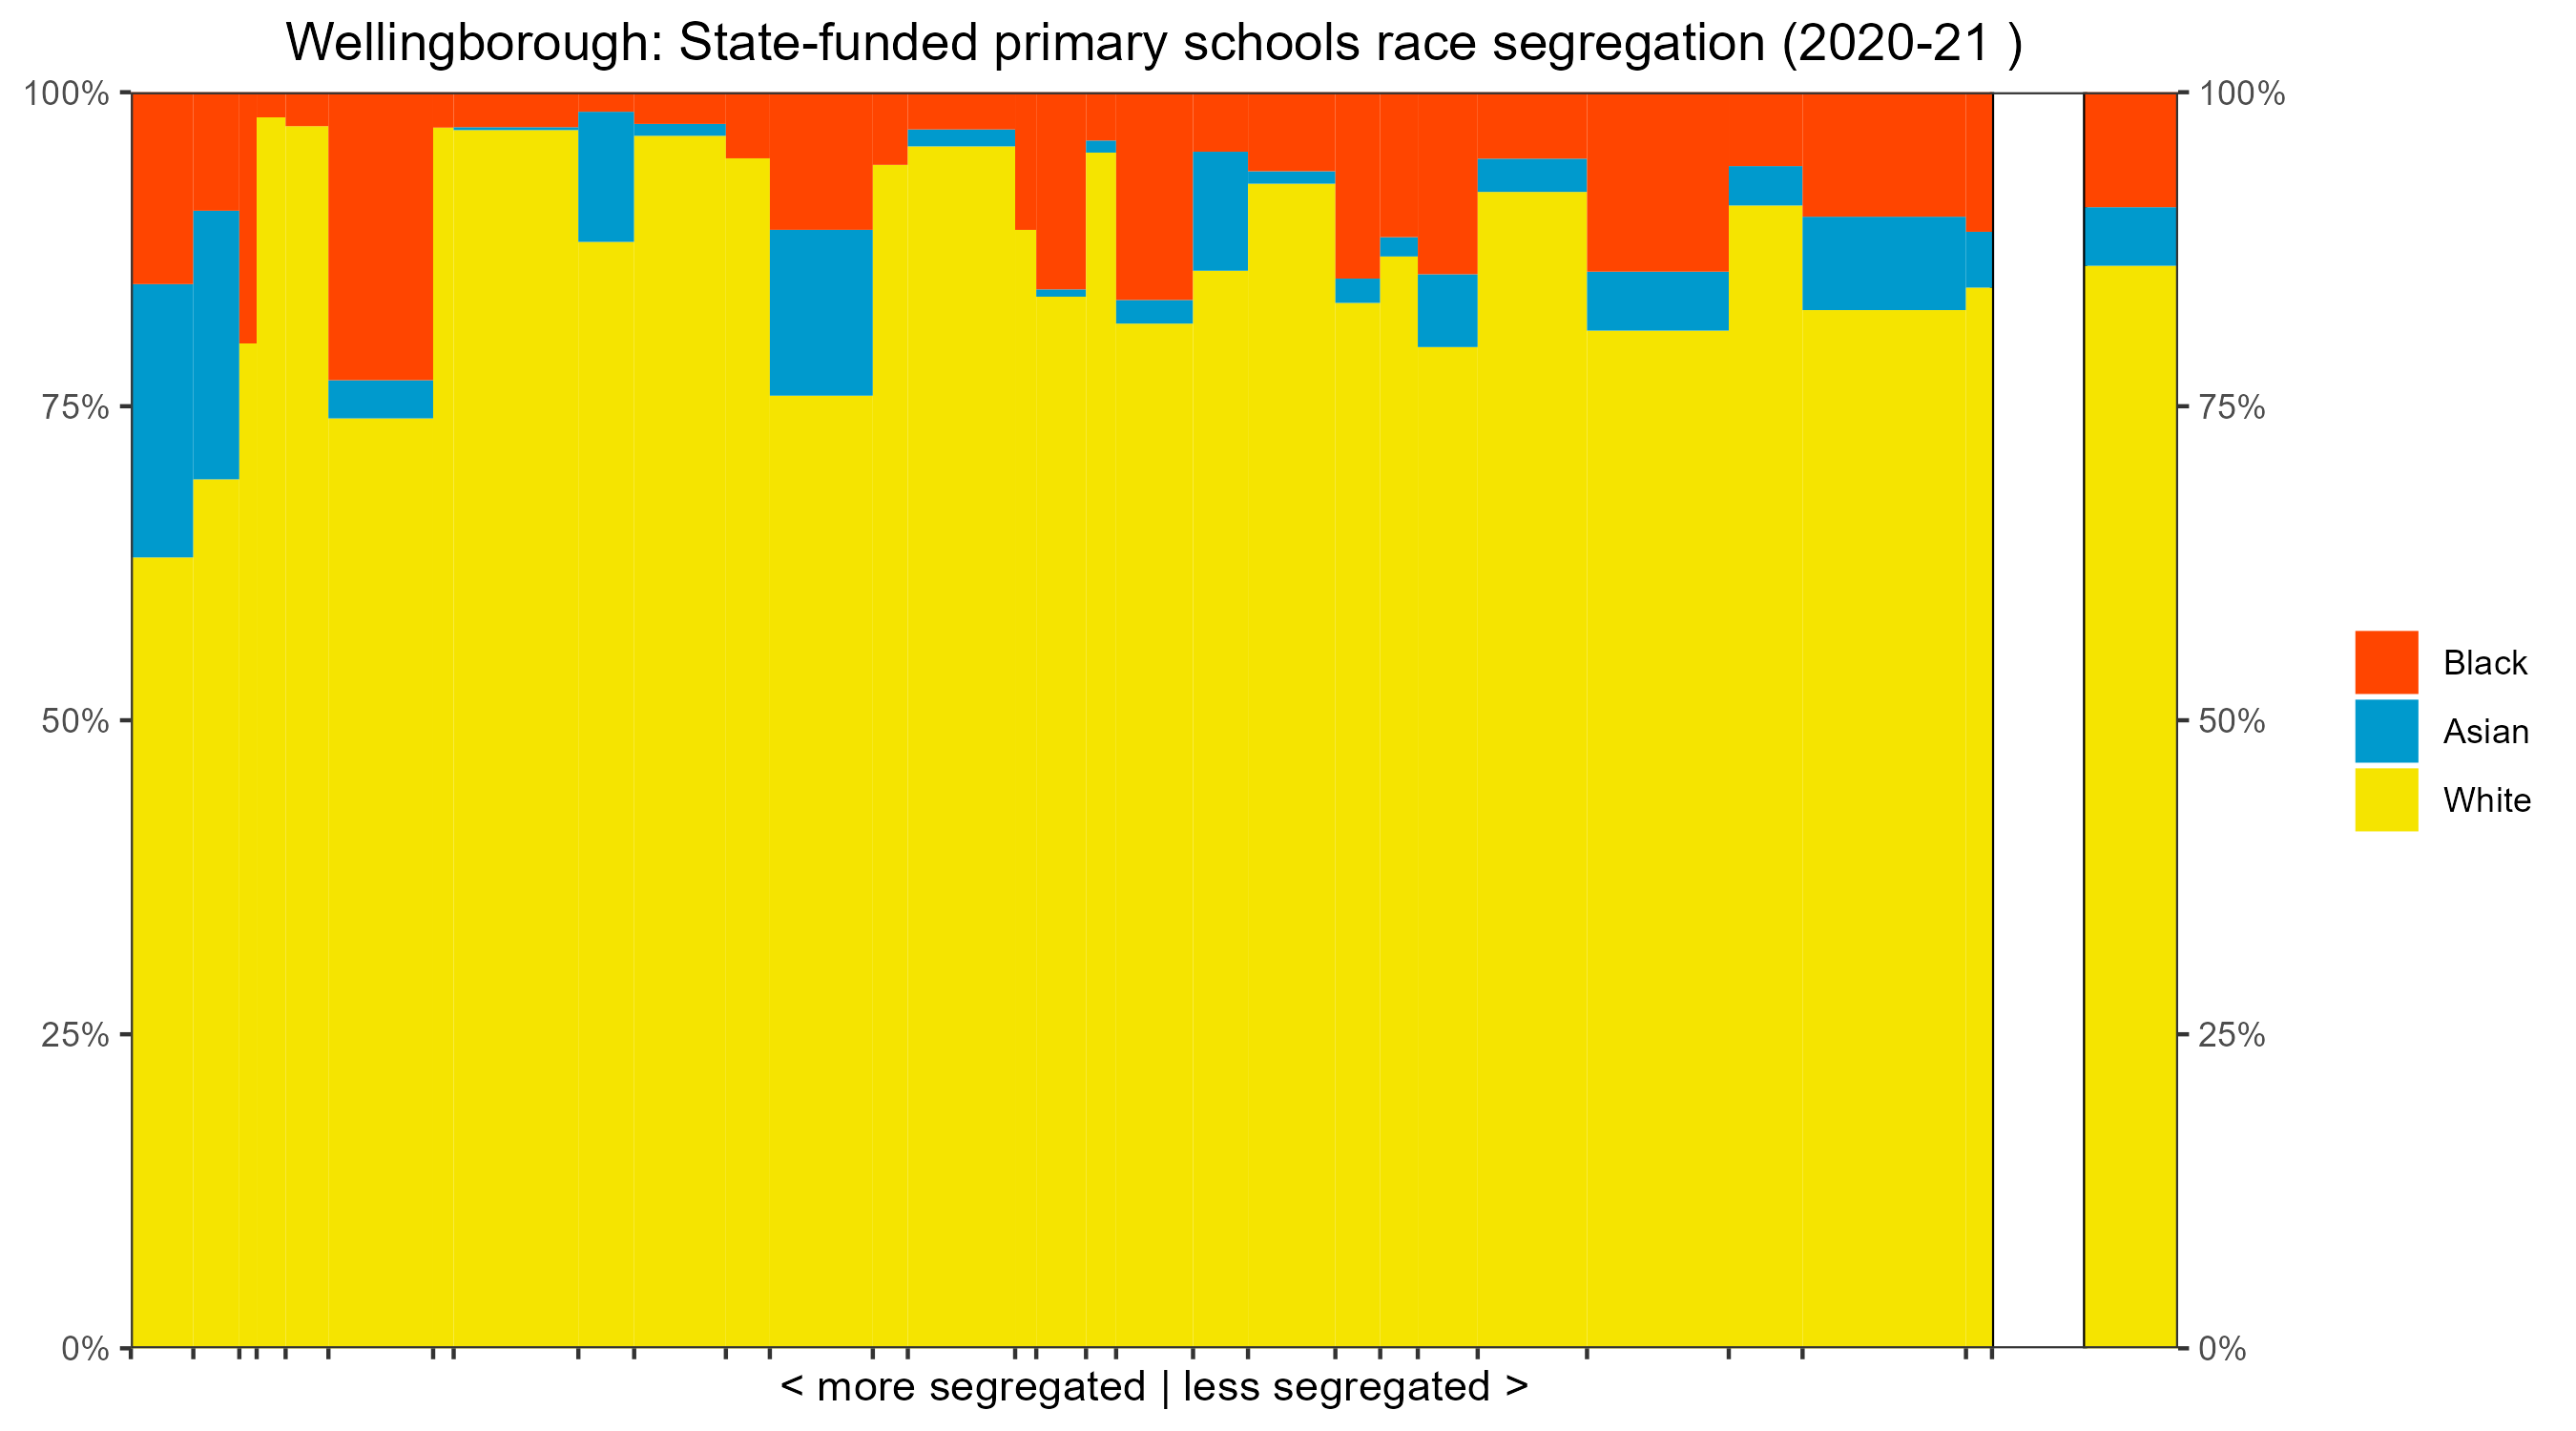 Wellingborough: State-funded primary schools race segregation (2020-21 )
100%
75%
50%
25%
0%
100%
75%
50%
25%
0%
< more segregated | less segregated >
Black
Asian
White